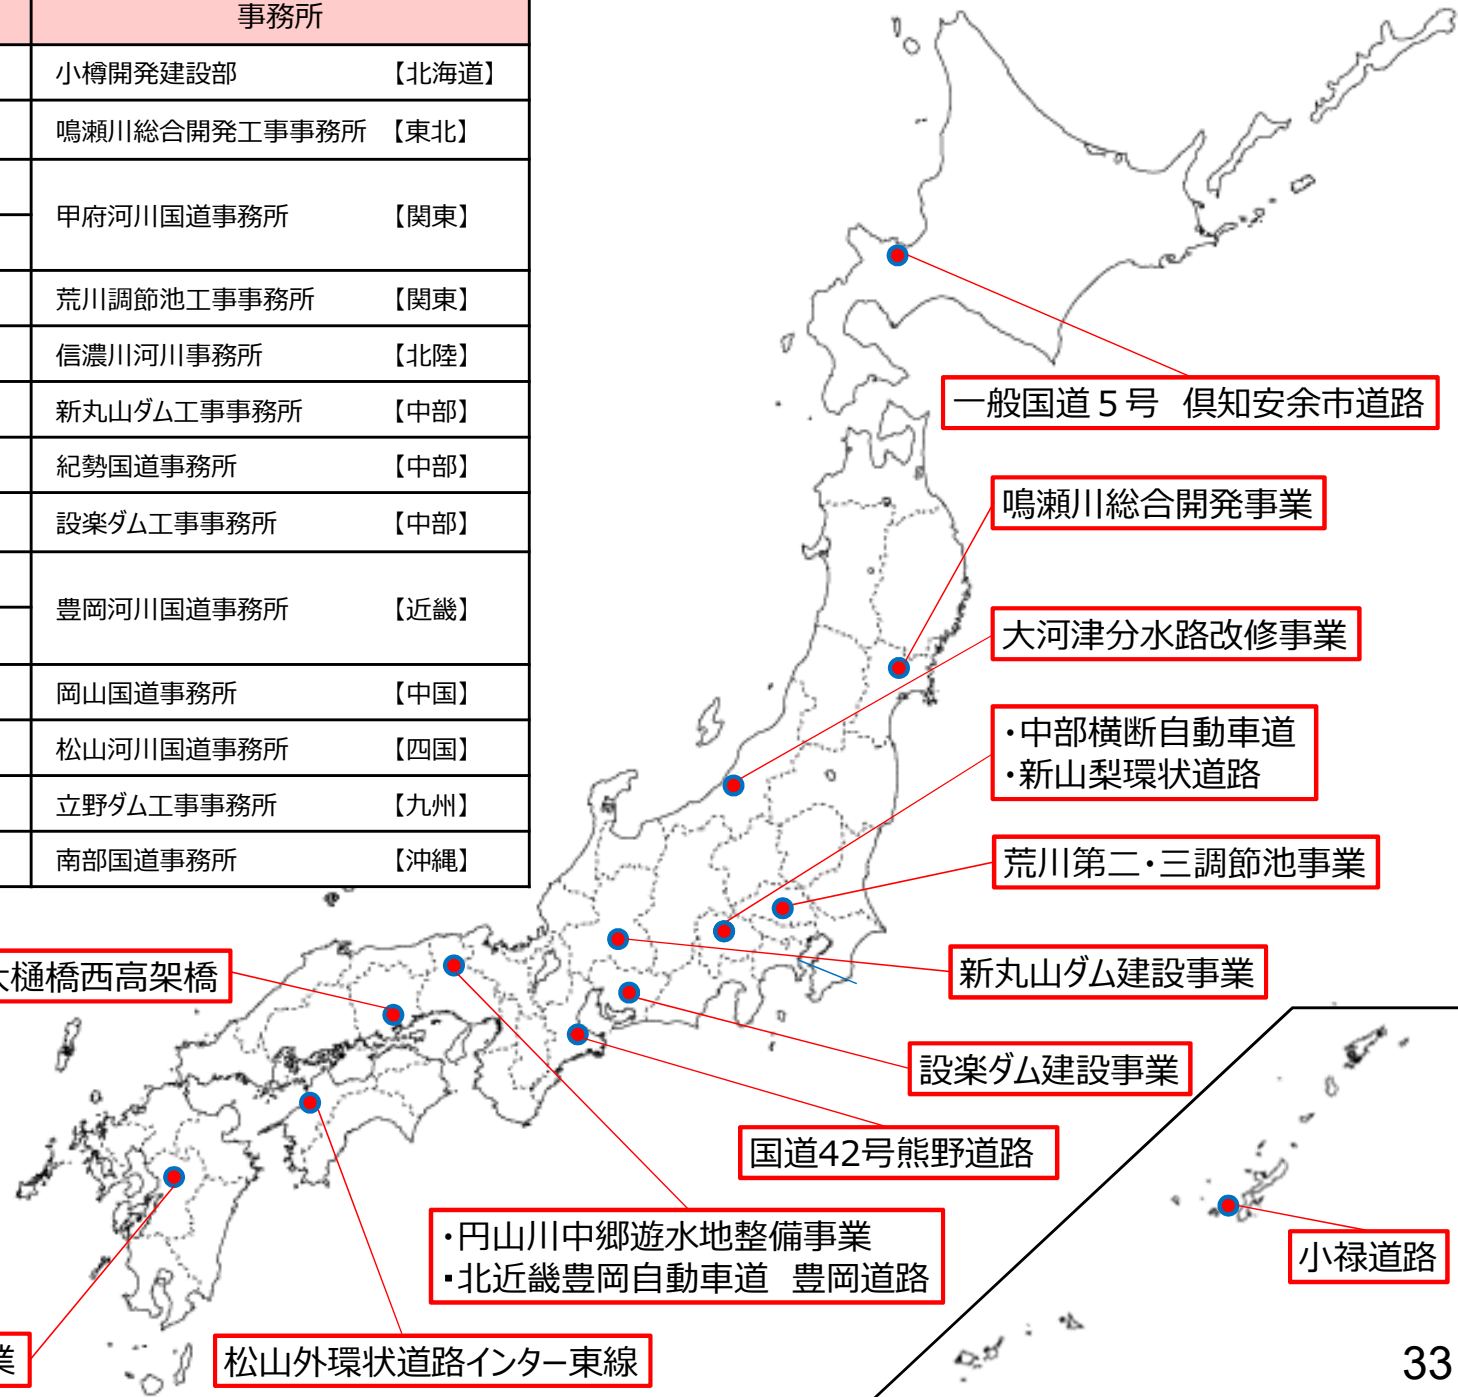 事務所
小樽開発建設部 【北海道】
鳴瀬川総合開発工事事務所 【東北】
甲府河川国道事務所 【関東】
荒川調節池工事事務所 【関東】
信濃川河川事務所 【北陸】
新丸山ダム工事事務所 【中部】
紀勢国道事務所 【中部】
設楽ダム工事事務所 【中部】
豊岡河川国道事務所 【近畿】
岡山国道事務所 【中国】
松山河川国道事務所 【四国】
立野ダム工事事務所 【九州】
南部国道事務所 【沖縄】
一般国道５号 倶知安余市道路
鳴瀬川総合開発事業
大河津分水路改修事業
・中部横断自動車道
・新山梨環状道路
荒川第二・三調節池事業
新丸山ダム建設事業
大樋橋西高架橋
設楽ダム建設事業
国道42号熊野道路
・円山川中郷遊水地整備事業
・北近畿豊岡自動車道 豊岡道路
小禄道路
松山外環状道路インター東線
業
33